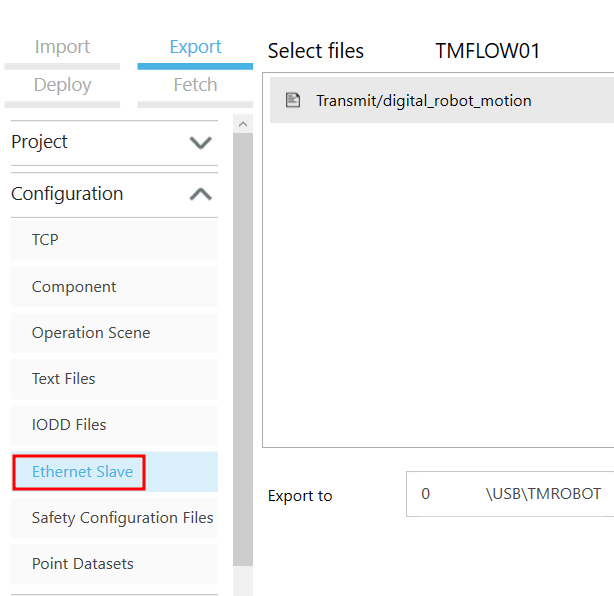 Import Export
Deploy Fetch
Project
Configuration
TCP
Component
Operation Scene
Text Files
IODD Files
Ethernet Slave
Safety Configuration Files
Point Datasets
Select files TMFLOW01
Transmit/digital_robot_motion
Export to 0 \USB\TMROBOT